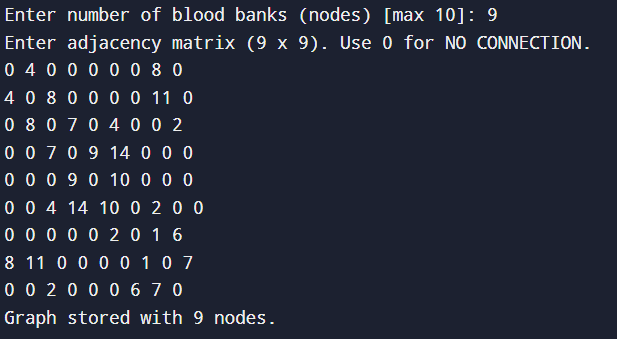 Enter number of blood banks (nodes) [max 10]: 9
Enter adjacency matrix (9 x 9). Use 0 for NO CONNECTION.
0 4 0 0 0 0 0 8 0
4 0 8 0 0 0 0 11 0
0 8 0 7 0 4 0 0 2
0 0 7 0 9 14 0 0 0
0 0 0 9 0 10 0 0 0
0 0 4 14 10 0 2 0 0
0 0 0 0 0 2 0 1 6
8 11 0 0 0 0 1 0 7
0 0 2 0 0 0 6 7 0
Graph stored with 9 nodes.